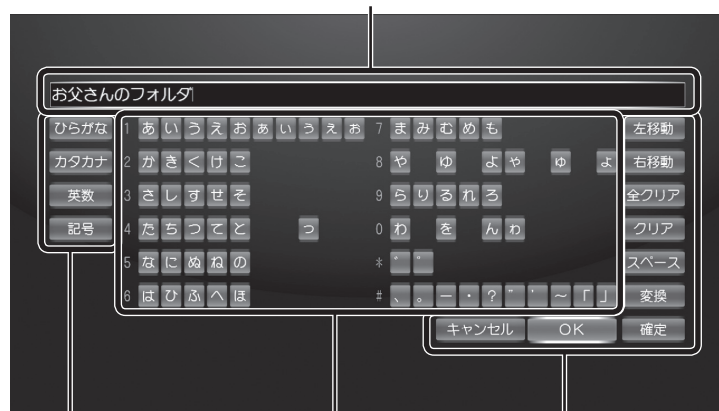 お父さんのフォルダ
ひらがな 1 あ い う え お ぁ ぃ ぅ ぇ ぉ 7 ま み む め も 左移動
カタカナ 2 か き く け こ 8 や ゆ よ ゃ ゅ ょ 右移動
英数 3 さ し す せ そ 9 ら り る れ ろ 全クリア
記号 4 た ち つ て と っ 0 わ を ん ゎ クリア
5 な に ぬ ね の * ゛ ゜ スペース
6 は ひ ふ へ ほ # 、 。 ー ・ ? " ' ~ 「 」 変換
キャンセル OK 確定